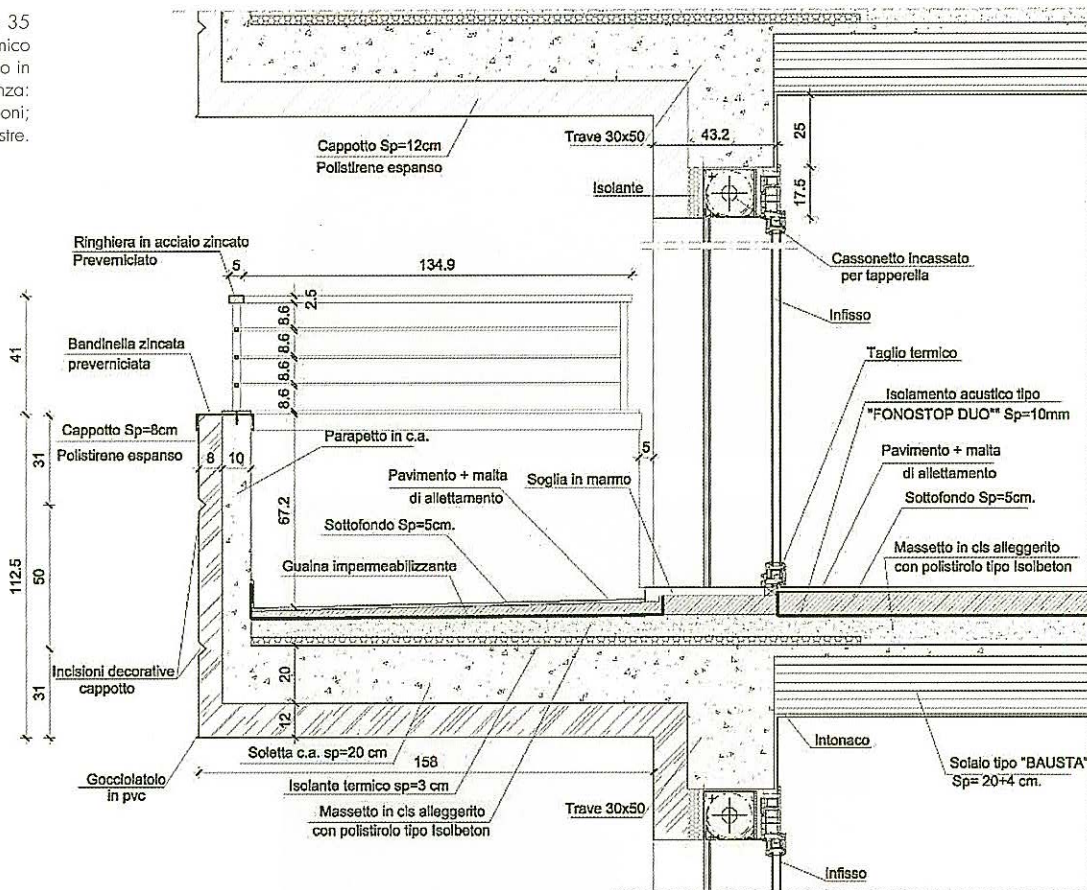 35
nico
o in
nza:
oni;
stre.
Cappotto Sp=12cm
Polistirene espanso
Trave 30x50
43.2
25
17.5
Isolante
Cassonetto Incassato
per tapperella
Infisso
Ringhiera in acciaio zincato
Preverniciato
5
134.9
2.5
8.6
8.6
8.6
8.6
41
Bandinella zincata
preverniciata
Taglio termico
Isolamento acustico tipo
"FONOSTOP DUO"" Sp=10mm
Cappotto Sp=8cm
Polistirene espanso
8
10
31
Parapetto in c.a.
5
Pavimento + malta
di allettamento
Soglia in marmo
Pavimento + malta
di allettamento
Sottofondo Sp=5cm.
67.2
Sottofondo Sp=5cm.
Guaina impermeabilizzante
Massetto in cls alleggerito
con polistirolo tipo Isolbeton
112.5
50
Incisioni decorative
cappotto
20
12
31
Soletta c.a. sp=20 cm
158
Gocciolatoio
in pvc
Isolante termico sp=3 cm
Massetto in cls alleggerito
con polistirolo tipo Isolbeton
Trave 30x50
Intonaco
Solaio tipo "BAUSTA"
Sp= 20+4 cm.
Infisso